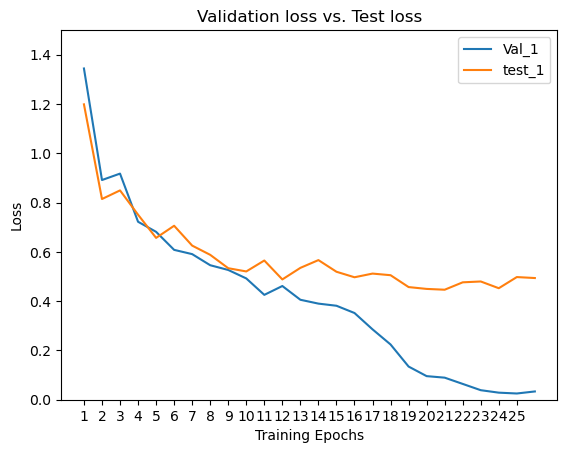 Validation loss vs. Test loss
Val_1
test_1
1.4
1.2
1.0
0.8
0.6
0.4
0.2
0.0
Loss
1 2 3 4 5 6 7 8 9 10 11 12 13 14 15 16 17 18 19 20 21 22 23 24 25
Training Epochs